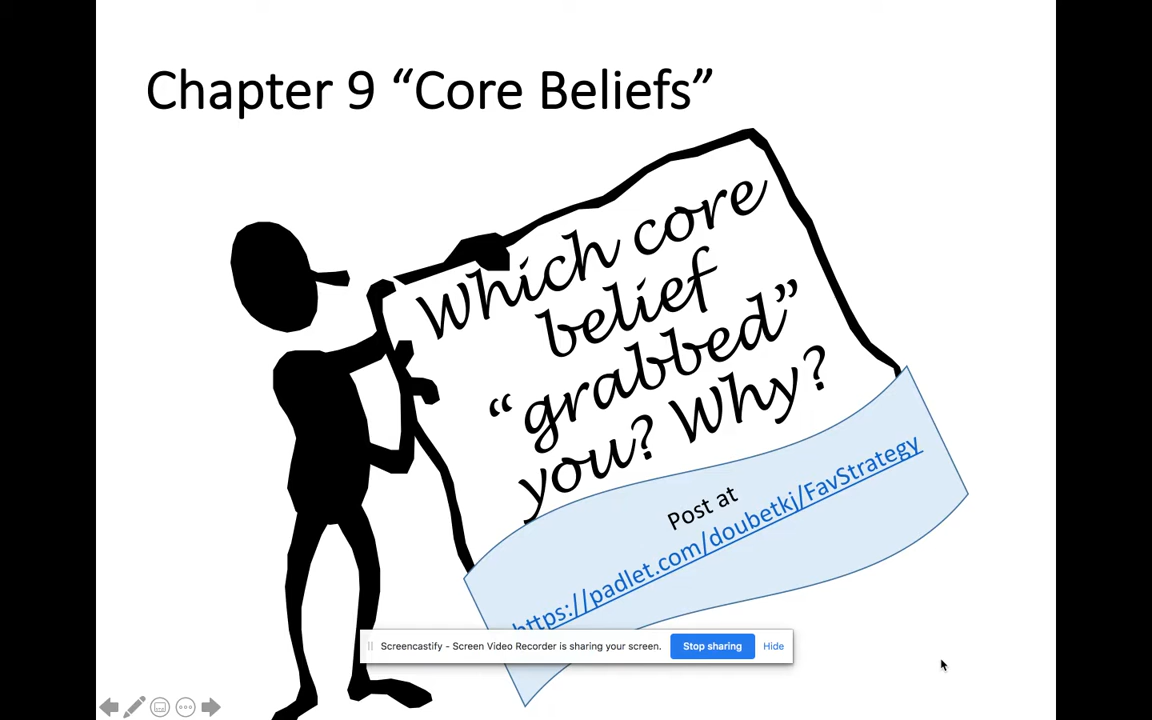 Chapter 9 “Core Beliefs”
Which core
belief
“grabbed”
you? Why?
Post at
https://padlet.com/doubetkj/FavStrategy
Screencastify - Screen Video Recorder is sharing your screen.
Stop sharing
Hide